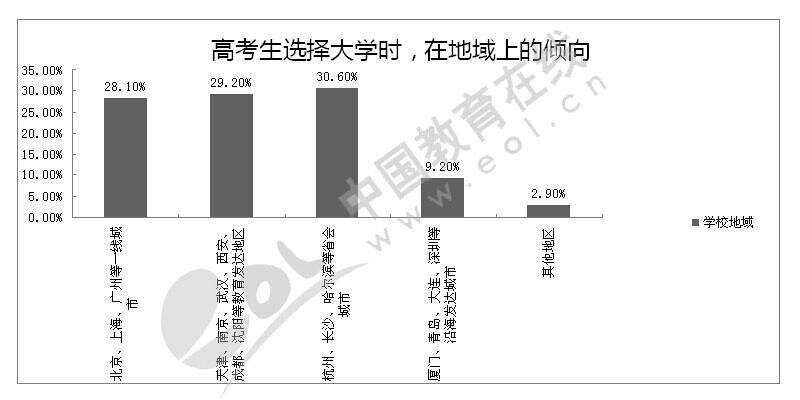 高考生选择大学时，在地域上的倾向
35.00%
30.00%
25.00%
20.00%
15.00%
10.00%
5.00%
0.00%
28.10%
29.20%
30.60%
9.20%
2.90%
北京、上海、广州等一线城
市
天津、南京、武汉、西安、
成都、沈阳等教育发达地区
杭州、长沙、哈尔滨等省会
城市
厦门、青岛、大连、深圳等
沿海发达城市
其他地区
学校地域
中国教育在线
www.eol.cn
EOL